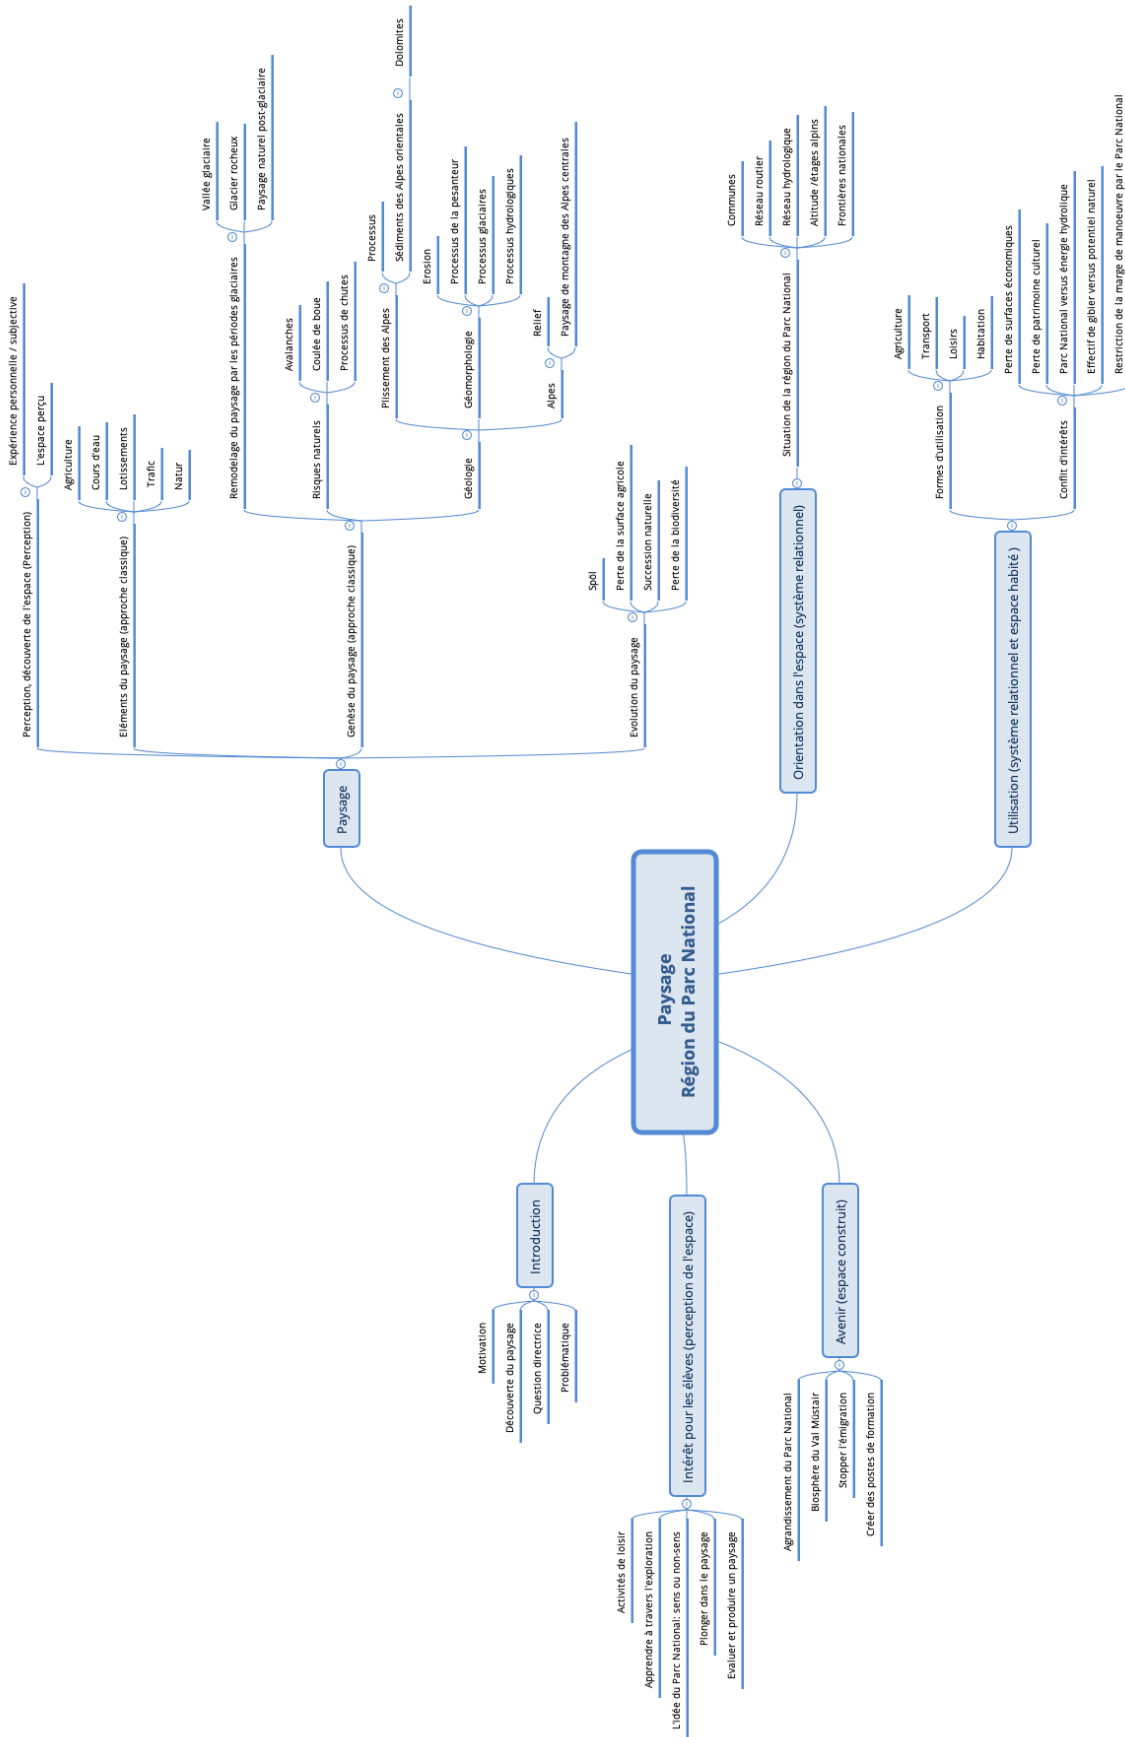 Paysage
Région du Parc National
Paysage
Perception, découverte de l'espace (Perception)
Expérience personnelle / subjective
L'espace perçu
Eléments du paysage (approche classique)
Agriculture
Cours d'eau
Lotissements
Trafic
Natur
Genèse du paysage (approche classique)
Remodelage du paysage par les périodes glaciaires
Vallée glaciaire
Glacier rocheux
Paysage naturel post-glaciaire
Risques naturels
Avalanches
Coulée de boue
Processus de chutes
Géologie
Plissement des Alpes
Processus
Sédiments des Alpes orientales
Dolomites
Géomorphologie
Erosion
Processus de la pesanteur
Processus glaciaires
Processus hydrologiques
Alpes
Relief
Paysage de montagne des Alpes centrales
Evolution du paysage
Spöl
Perte de la surface agricole
Succession naturelle
Perte de la biodiversité
Orientation dans l'espace (système relationnel)
Situation de la région du Parc National
Communes
Réseau routier
Réseau hydrologique
Altitude /étages alpins
Frontières nationales
Utilisation (système relationnel et espace habité )
Formes d'utilisation
Agriculture
Transport
Loisirs
Habitation
Conflit d'intérêts
Perte de surfaces économiques
Perte de patrimoine culturel
Parc National versus énergie hydrolique
Effectif de gibier versus potentiel naturel
Restriction de la marge de manoeuvre par le Parc National
Introduction
Motivation
Découverte du paysage
Question directrice
Problématique
Intérêt pour les élèves (perception de l'espace)
Activités de loisir
Apprendre à travers l'exploration
L'idée du Parc National: sens ou non-sens
Plonger dans le paysage
Evaluer et produire un paysage
Avenir (espace construit)
Agrandissement du Parc National
Biosphère du Val Müstair
Stopper l'émigration
Créer des postes de formation